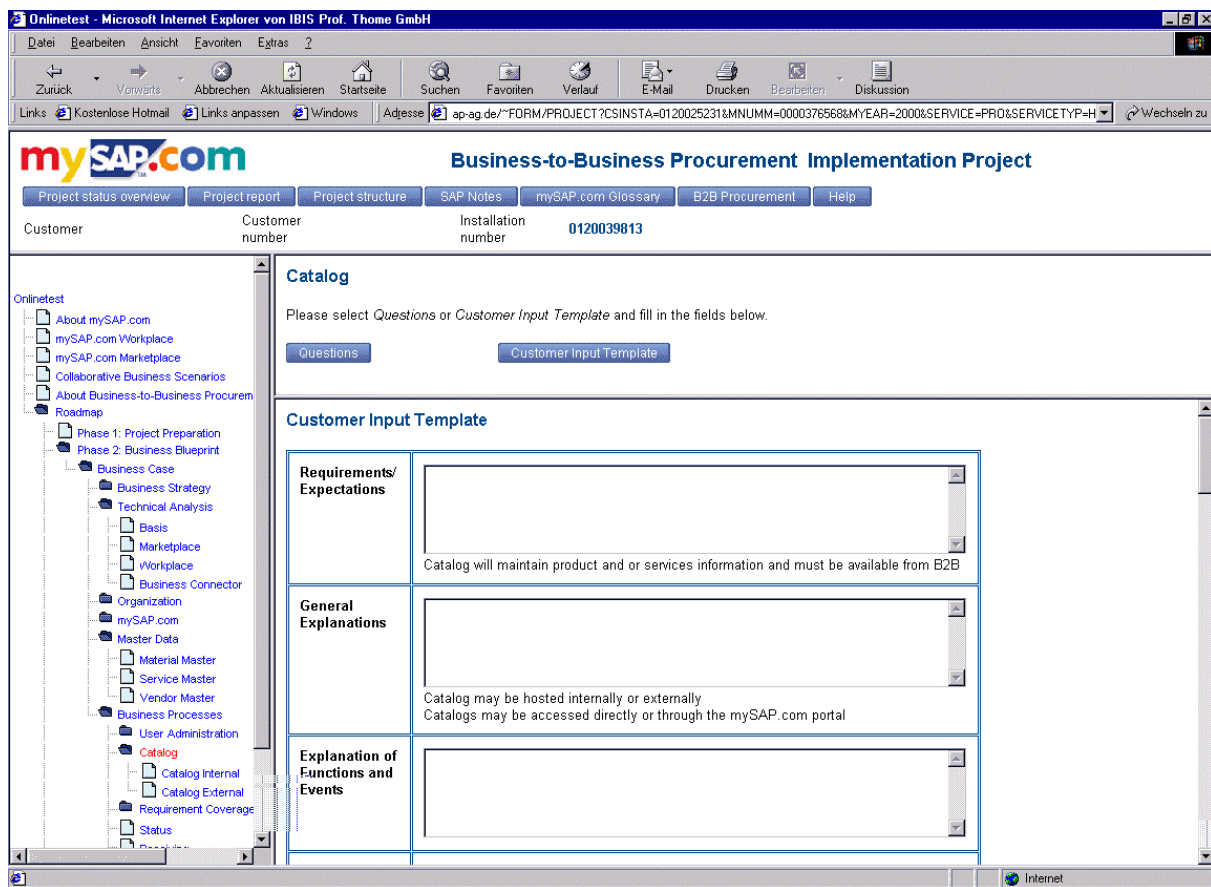 Onlinetest - Microsoft Internet Explorer von IBIS Prof. Thome GmbH
Datei Bearbeiten Ansicht Favoriten Extras ?
Zurück Vorwärts Abbrechen Aktualisieren Startseite Suchen Favoriten Verlauf E-Mail Drucken Bearbeiten Diskussion
Links Kostenlose Hotmail Links anpassen Windows Adresse ap-ag.de/~FORM/PROJECT?CSINSTA=0120025231&MNUMM=0000376568&MYEAR=2000&SERVICE=PRO&SERVICETYP=H Wechseln zu
mySAP.com
Business-to-Business Procurement Implementation Project
Project status overview Project report Project structure SAP Notes mySAP.com Glossary B2B Procurement Help
Customer
Customer
number
Installation
number
0120039813
Onlinetest
About mySAP.com
mySAP.com Workplace
mySAP.com Marketplace
Collaborative Business Scenarios
About Business-to-Business Procurem
Roadmap
Phase 1: Project Preparation
Phase 2: Business Blueprint
Business Case
Business Strategy
Technical Analysis
Basis
Marketplace
Workplace
Business Connector
Organization
mySAP.com
Master Data
Material Master
Service Master
Vendor Master
Business Processes
User Administration
Catalog
Catalog Internal
Catalog External
Requirement Coverage
Status
Catalog
Please select Questions or Customer Input Template and fill in the fields below.
Questions Customer Input Template
Customer Input Template
Requirements/
Expectations
Catalog will maintain product and or services information and must be available from B2B
General
Explanations
Catalog may be hosted internally or externally
Catalogs may be accessed directly or through the mySAP.com portal
Explanation of
Functions and
Events
Internet